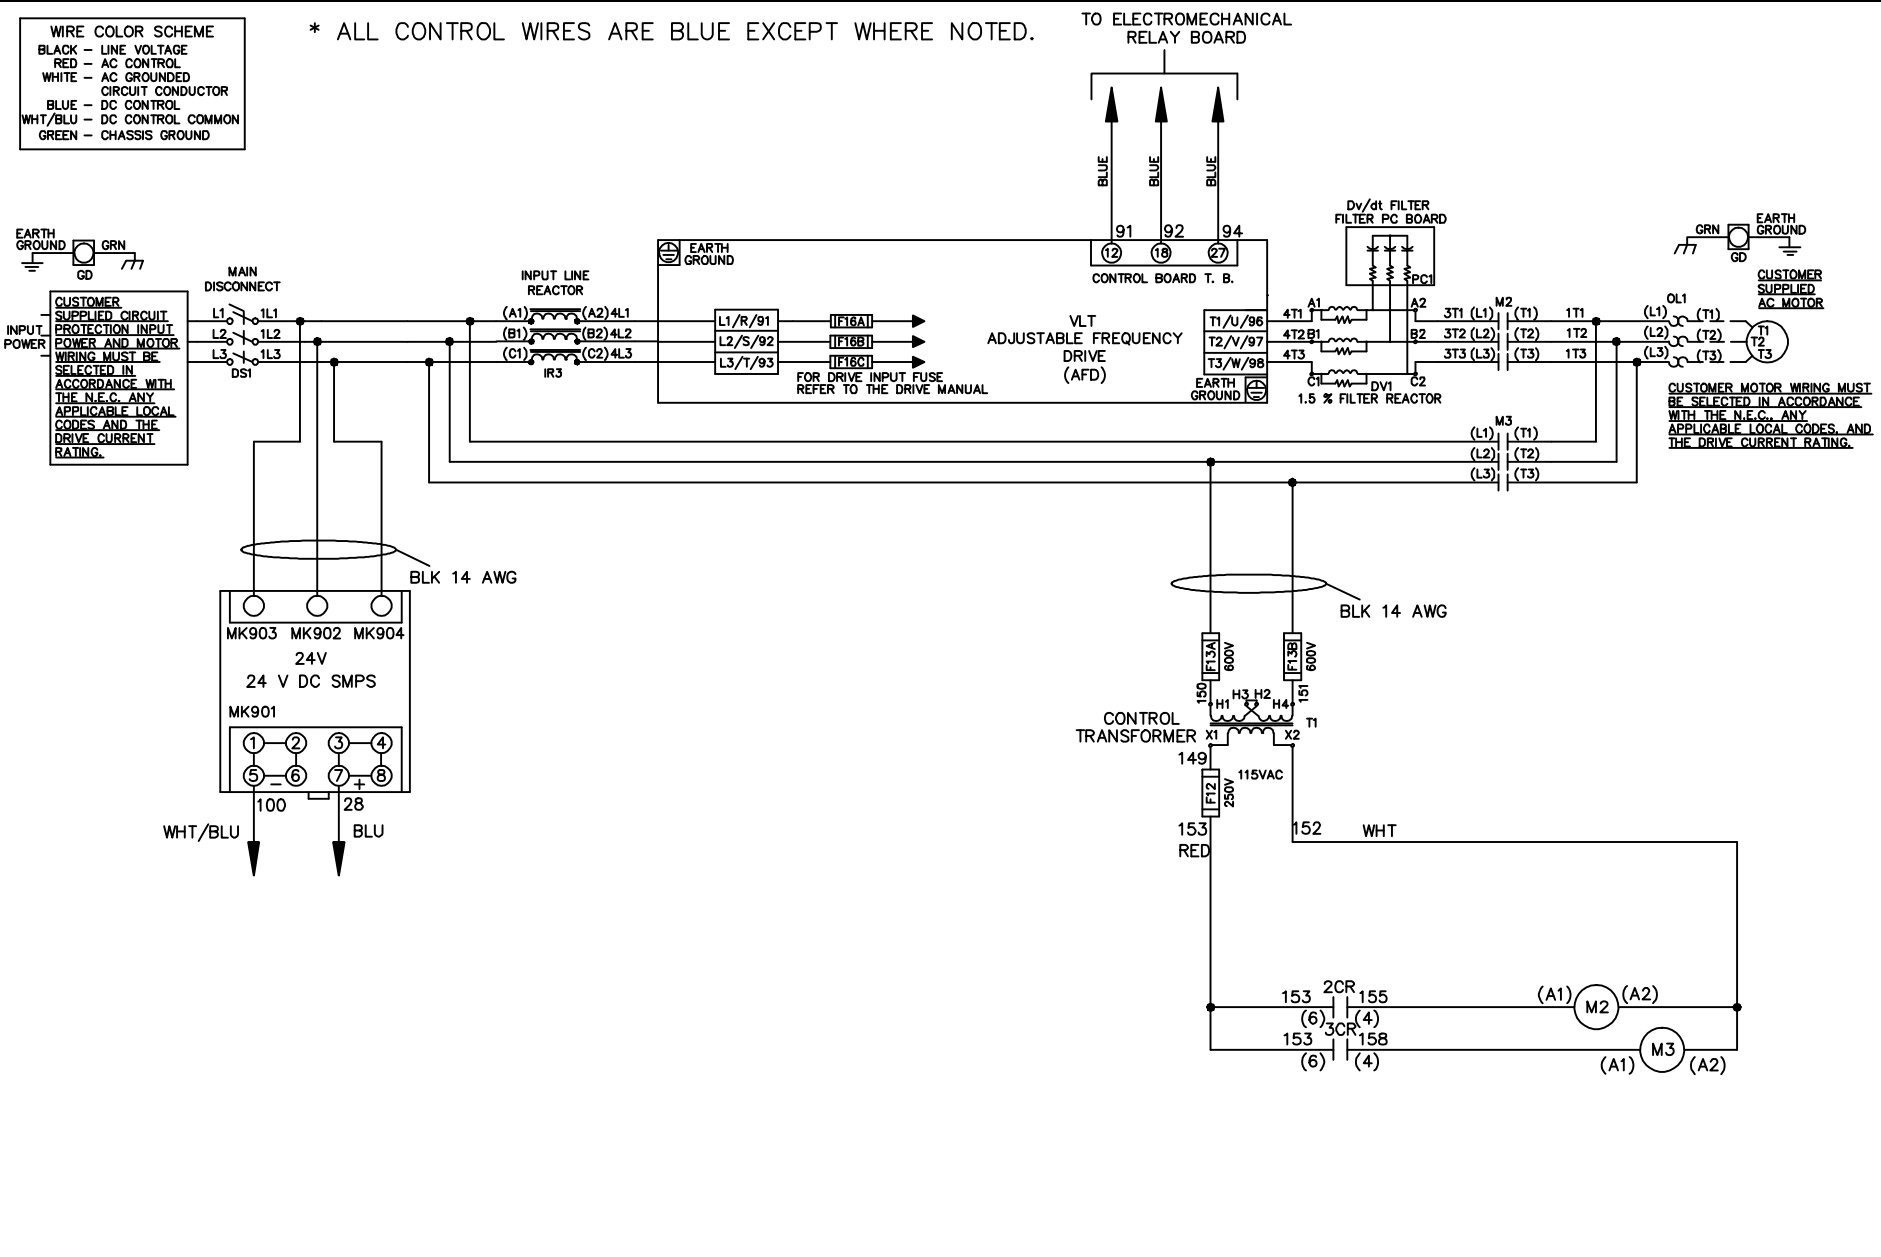 WIRE COLOR SCHEME
BLACK – LINE VOLTAGE
RED – AC CONTROL
WHITE – AC GROUNDED
CIRCUIT CONDUCTOR
BLUE – DC CONTROL
WHT/BLU – DC CONTROL COMMON
GREEN – CHASSIS GROUND
* ALL CONTROL WIRES ARE BLUE EXCEPT WHERE NOTED.
TO ELECTROMECHANICAL
RELAY BOARD
BLUE
BLUE
BLUE
91 92 94
12 18 27
CONTROL BOARD T. B.
EARTH
GROUND
GRN
GD
INPUT
POWER
CUSTOMER
SUPPLIED CIRCUIT
PROTECTION INPUT
POWER AND MOTOR
WIRING MUST BE
SELECTED IN
ACCORDANCE WITH
THE N.E.C. ANY
APPLICABLE LOCAL
CODES AND THE
DRIVE CURRENT
RATING.
MAIN
DISCONNECT
L1 1L1
L2 1L2
L3 1L3
DS1
INPUT LINE
REACTOR
(A1) (A2) 4L1
(B1) (B2) 4L2
(C1) (C2) 4L3
IR3
EARTH
GROUND
L1/R/91
L2/S/92
L3/T/93
F16A
F16B
F16C
FOR DRIVE INPUT FUSE
REFER TO THE DRIVE MANUAL
VLT
ADJUSTABLE FREQUENCY
DRIVE
(AFD)
T1/U/96
T2/V/97
T3/W/98
EARTH
GROUND
Dv/dt FILTER
FILTER PC BOARD
PC1
4T1 A1 A2
4T2 B1 B2
4T3 C1 C2
DV1
1.5 % FILTER REACTOR
M2
3T1 (L1) (T1) 1T1
3T2 (L2) (T2) 1T2
3T3 (L3) (T3) 1T3
M3
(L1) (T1)
(L2) (T2)
(L3) (T3)
OL1
(L1) (T1)
(L2) (T2)
(L3) (T3)
T1
T2
T3
GRN
EARTH
GROUND
GD
CUSTOMER
SUPPLIED
AC MOTOR
CUSTOMER MOTOR WIRING MUST
BE SELECTED IN ACCORDANCE
WITH THE N.E.C., ANY
APPLICABLE LOCAL CODES, AND
THE DRIVE CURRENT RATING.
BLK 14 AWG
MK903 MK902 MK904
24V
24 V DC SMPS
MK901
1 2 3 4
5 – 6 7 + 8
100 28
WHT/BLU BLU
BLK 14 AWG
F13A
600V
F13B
600V
150
151
H1 H3 H2 H4
T1
CONTROL
TRANSFORMER
X1 X2
149
115VAC
F12
250V
153
RED
152 WHT
2CR
153 155
(6) (4)
(A1) M2 (A2)
3CR
153 158
(6) (4)
(A1) M3 (A2)